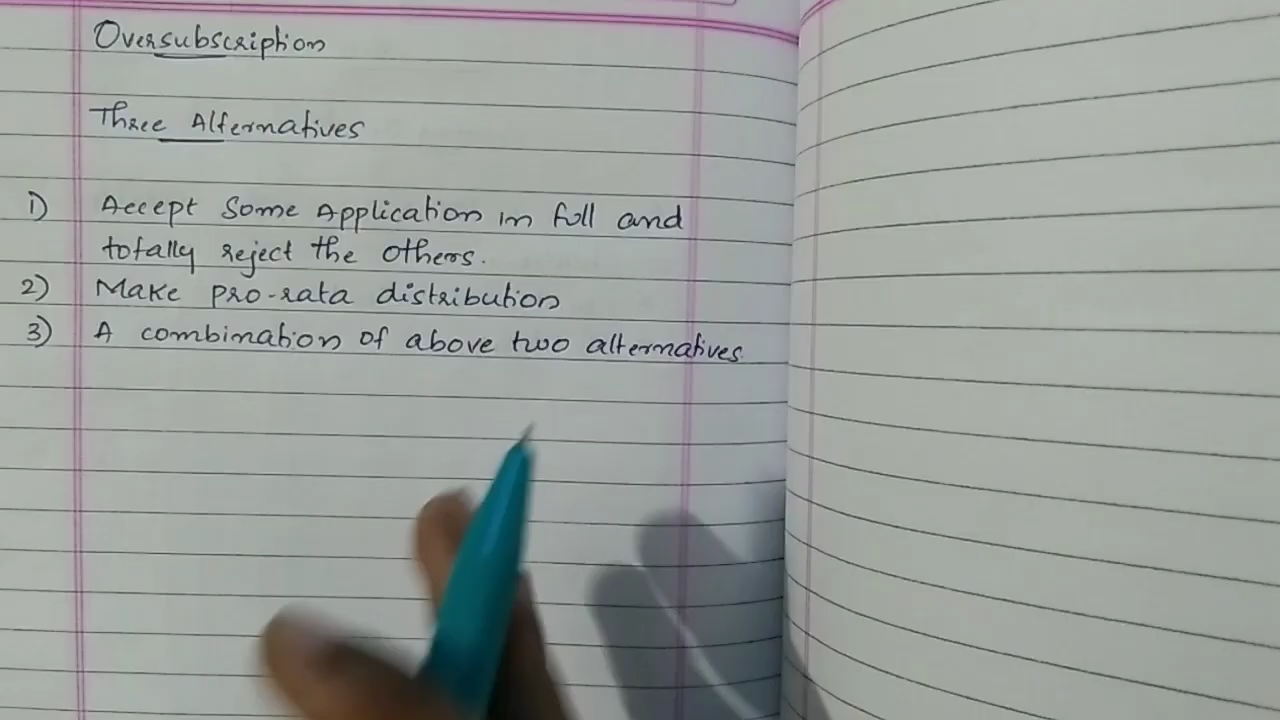 Oversubscription
Three Alternatives
1) Accept Some Application in full and
totally reject the others.
2) Make pro-rata distribution
3) A combination of above two alternatives.